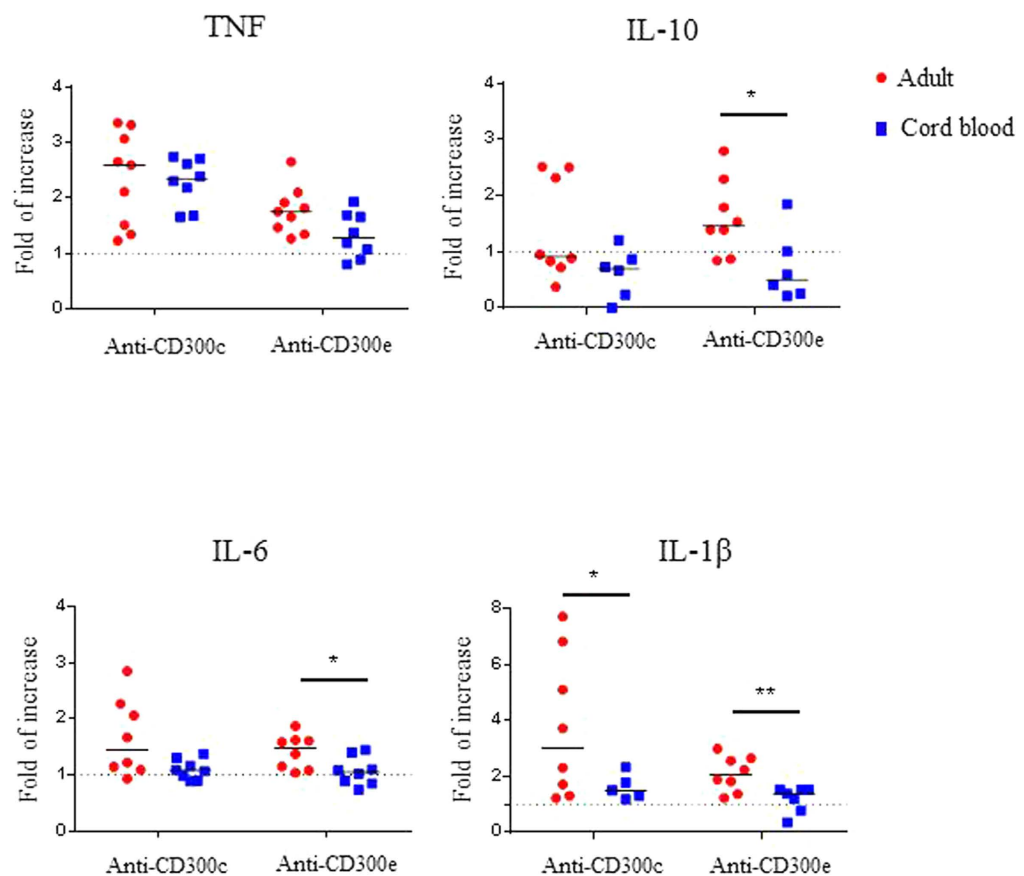 TNF
Fold of increase
4
3
2
1
0
Anti-CD300c
Anti-CD300e
IL-10
Fold of increase
4
3
2
1
0
*
Anti-CD300c
Anti-CD300e
Adult
Cord blood
IL-6
Fold of increase
4
3
2
1
0
*
Anti-CD300c
Anti-CD300e
IL-1β
Fold of increase
8
6
4
2
0
*
**
Anti-CD300c
Anti-CD300e